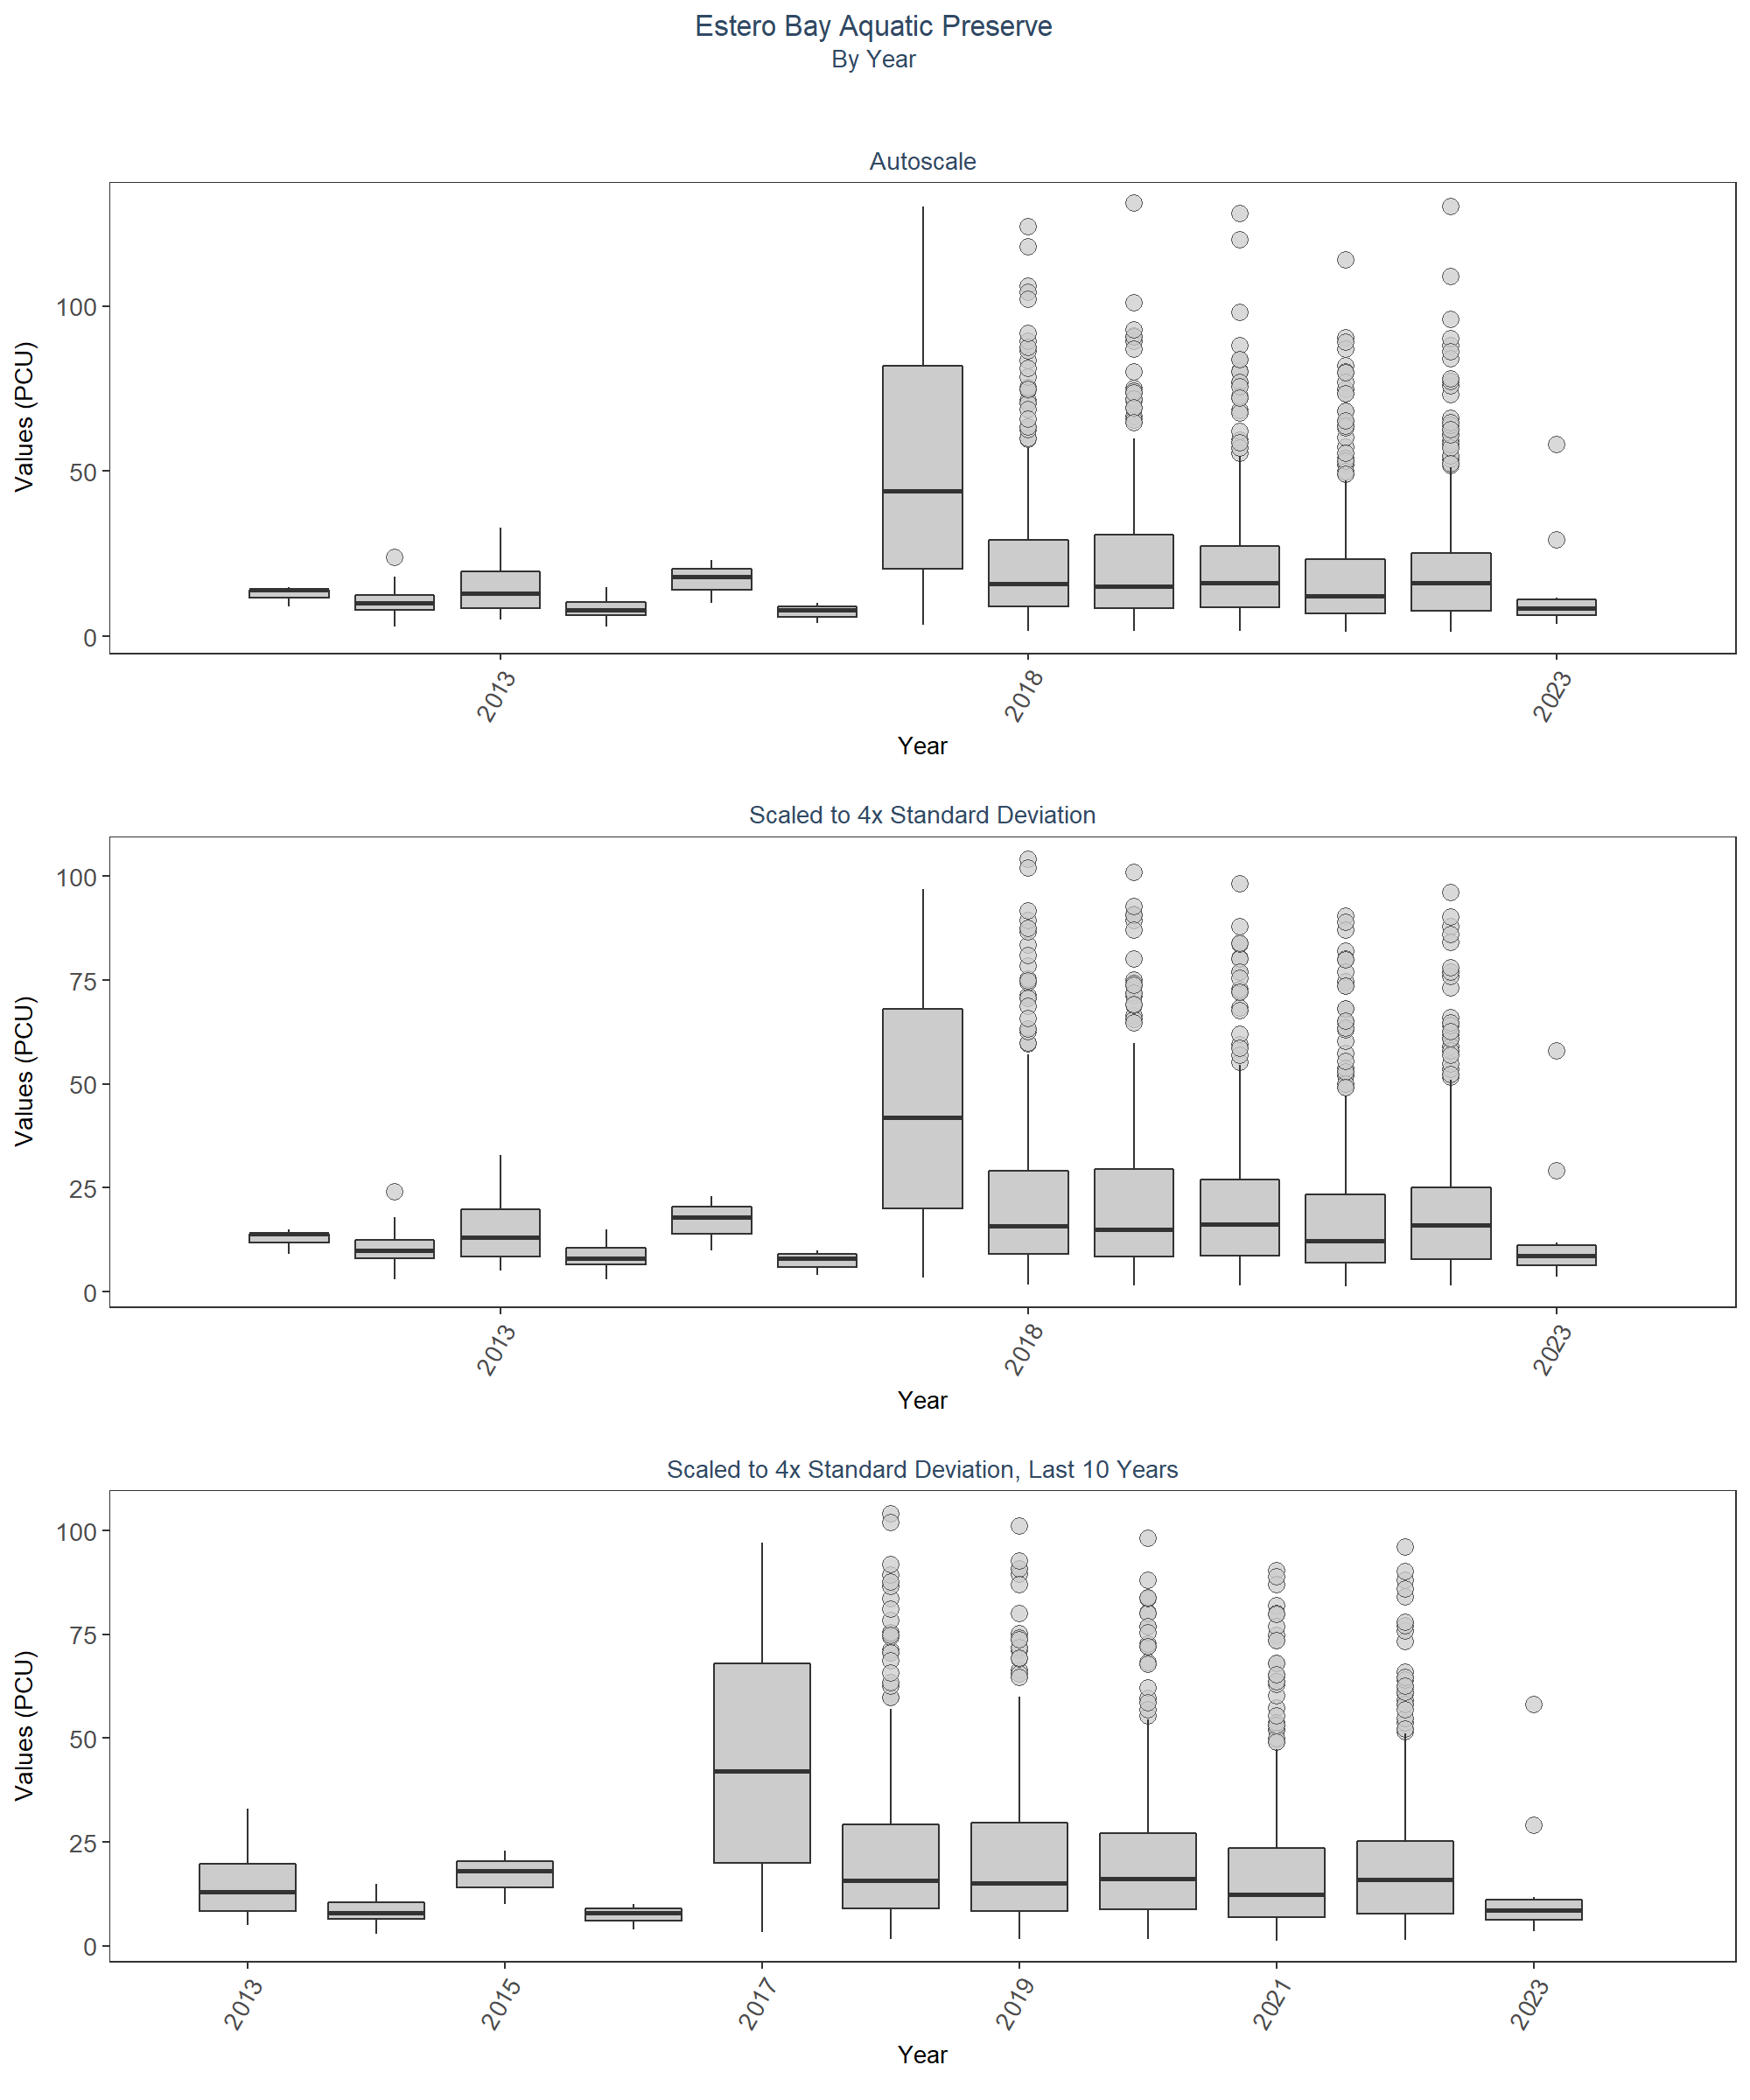 Estero Bay Aquatic Preserve
By Year
Autoscale
Values (PCU)
100
50
0
2013
2018
2023
Year
Scaled to 4x Standard Deviation
Values (PCU)
100
75
50
25
0
2013
2018
2023
Year
Scaled to 4x Standard Deviation, Last 10 Years
Values (PCU)
100
75
50
25
0
2013
2015
2017
2019
2021
2023
Year